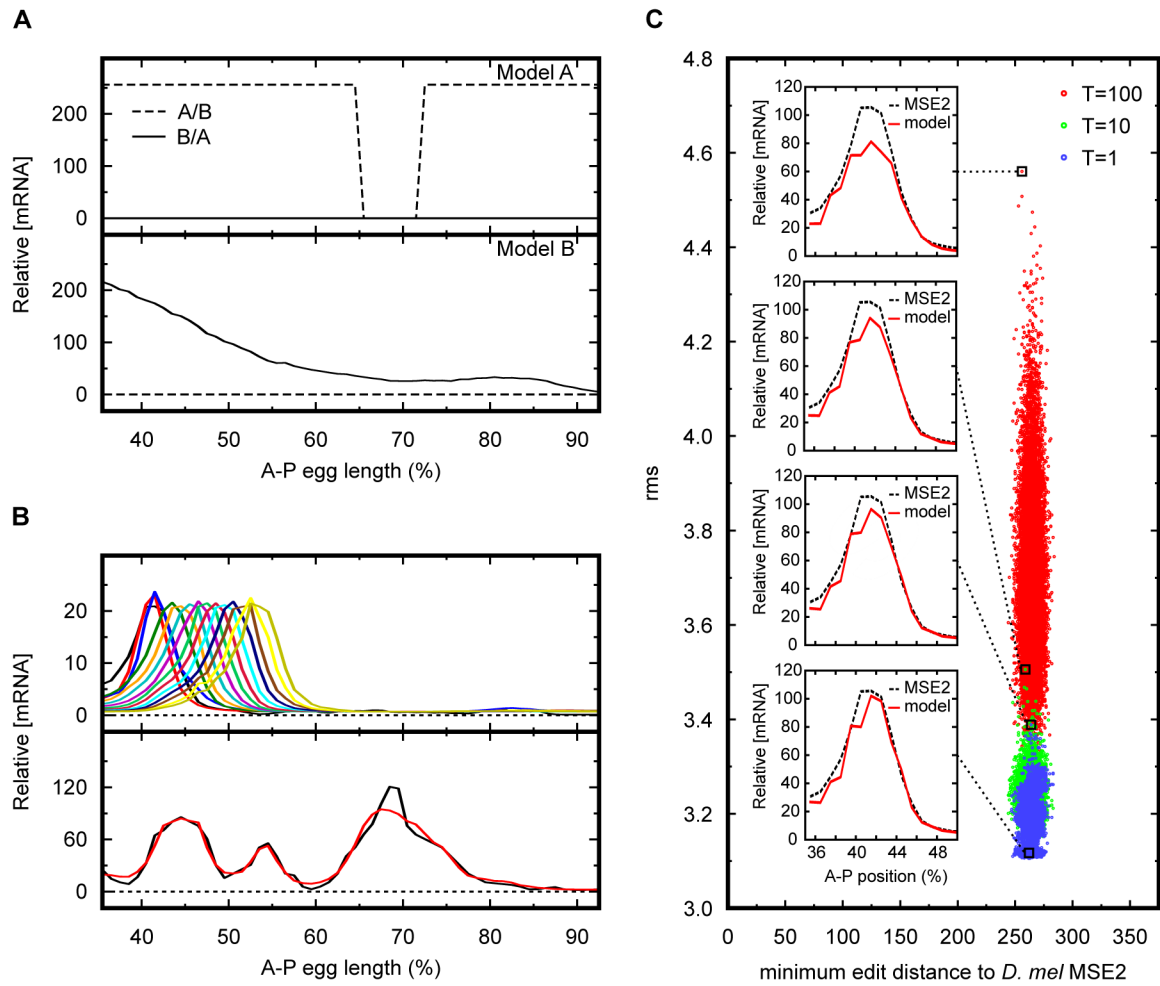 A
Model A
A/B
B/A
200
150
100
50
0
Model B
200
150
100
50
0
Relative [mRNA]
40 50 60 70 80 90
A-P egg length (%)
B
20
10
0
120
60
30
0
Relative [mRNA]
40 50 60 70 80 90
A-P egg length (%)
C
4.8
4.6
4.4
4.2
4.0
3.8
3.6
3.4
3.2
3.0
rms
T=100
T=10
T=1
120
100
80
60
40
20
0
Relative [mRNA]
MSE2
model
120
100
80
60
40
20
0
Relative [mRNA]
MSE2
model
120
100
80
60
40
20
0
Relative [mRNA]
MSE2
model
120
100
80
60
40
20
0
Relative [mRNA]
MSE2
model
36 40 44 48
A-P position (%)
0 50 100 150 200 250 300 350
minimum edit distance to D. mel MSE2